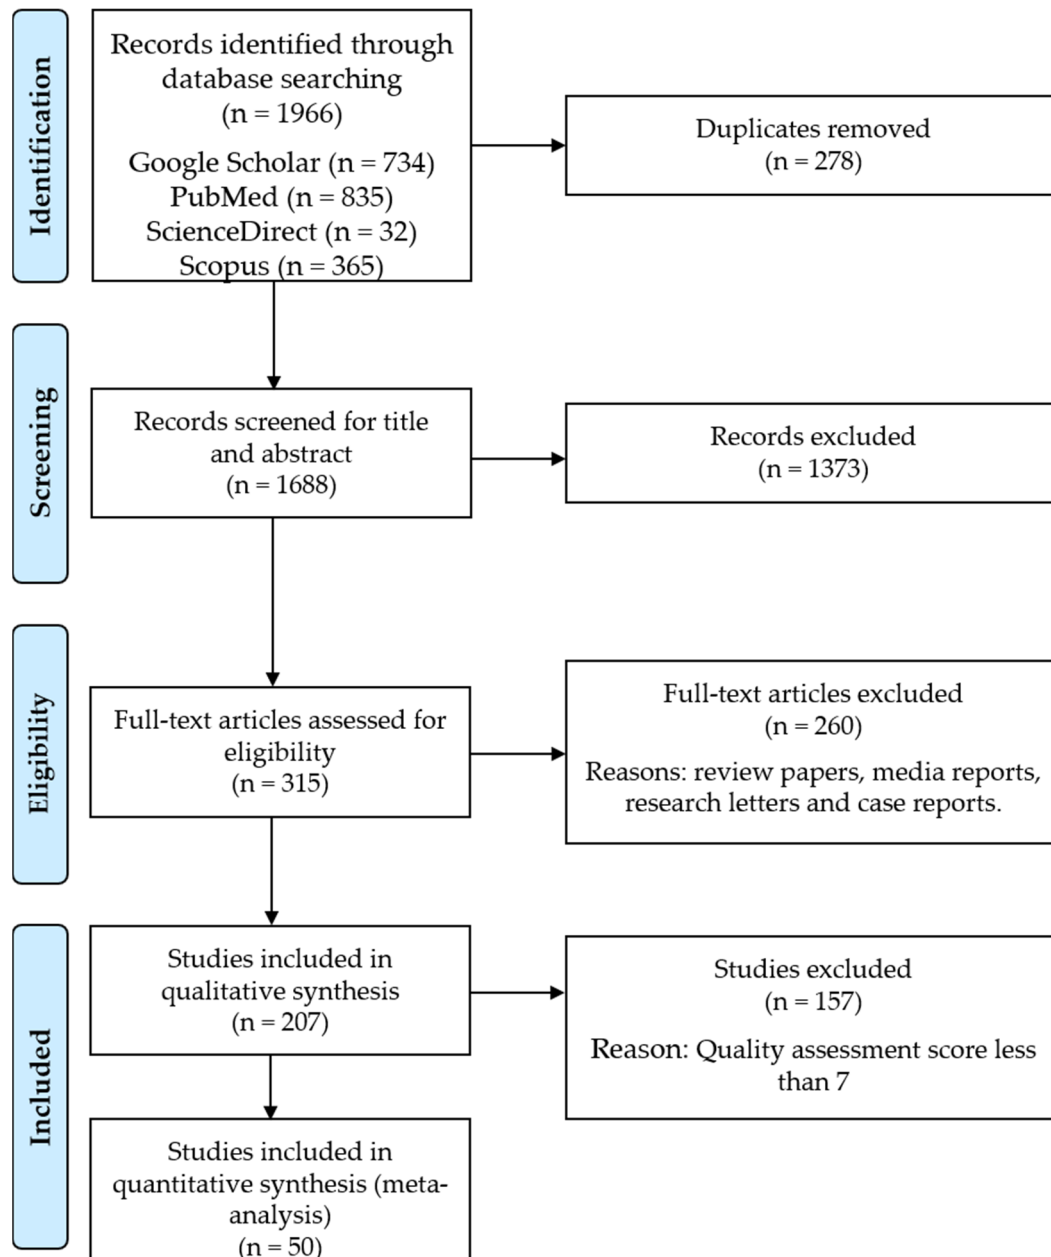 Identification
Records identified through
database searching
(n = 1966)
Google Scholar (n = 734)
PubMed (n = 835)
ScienceDirect (n = 32)
Scopus (n = 365)
Duplicates removed
(n = 278)
Screening
Records screened for title
and abstract
(n = 1688)
Records excluded
(n = 1373)
Eligibility
Full-text articles assessed for
eligibility
(n = 315)
Full-text articles excluded
(n = 260)
Reasons: review papers, media reports,
research letters and case reports.
Included
Studies included in
qualitative synthesis
(n = 207)
Studies excluded
(n = 157)
Reason: Quality assessment score less
than 7
Studies included in
quantitative synthesis (meta-
analysis)
(n = 50)